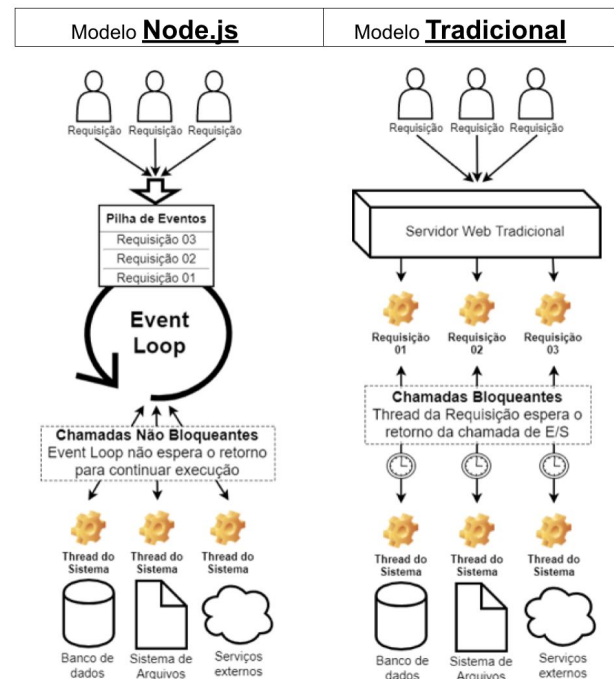 Modelo Node.js
Modelo Tradicional
Requisição Requisição Requisição
Pilha de Eventos
Requisição 03
Requisição 02
Requisição 01
Event
Loop
Chamadas Não Bloqueantes
Event Loop não espera o retorno
para continuar execução
Thread do Sistema
Thread do Sistema
Thread do Sistema
Banco de
dados
Sistema de
Arquivos
Serviços
externos
Requisição Requisição Requisição
Servidor Web Tradicional
Requisição
01
Requisição
02
Requisição
03
Chamadas Bloqueantes
Thread da Requisição espera o
retorno da chamada de E/S
Thread do Sistema
Thread do Sistema
Thread do Sistema
Banco de
dados
Sistema de
Arquivos
Serviços
externos